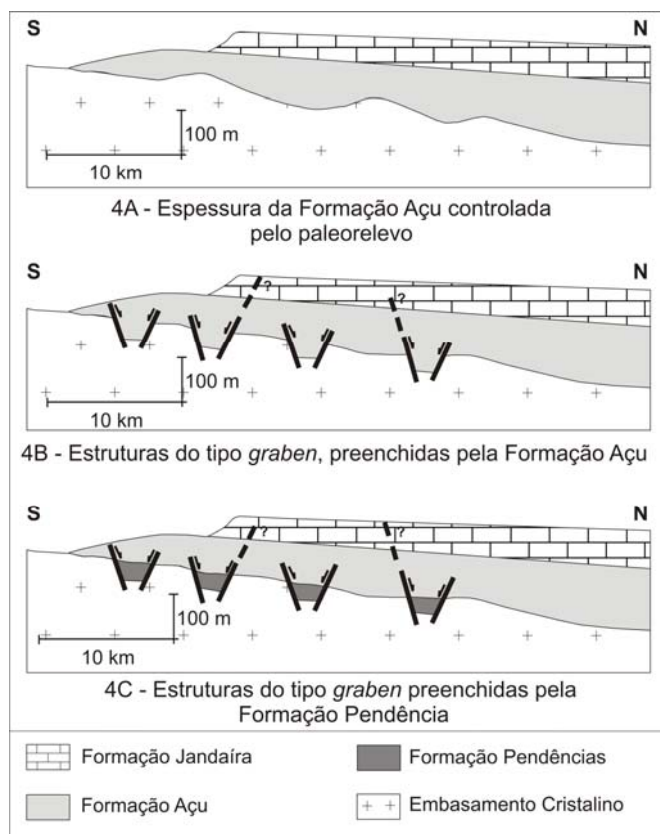 S N
100 m
10 km
4A - Espessura da Formação Açu controlada
pelo paleorelevo
S N
?
?
100 m
10 km
4B - Estruturas do tipo graben, preenchidas pela Formação Açu
S N
?
?
100 m
10 km
4C - Estruturas do tipo graben preenchidas pela
Formação Pendência
Formação Jandaíra
Formação Pendências
Formação Açu
Embasamento Cristalino